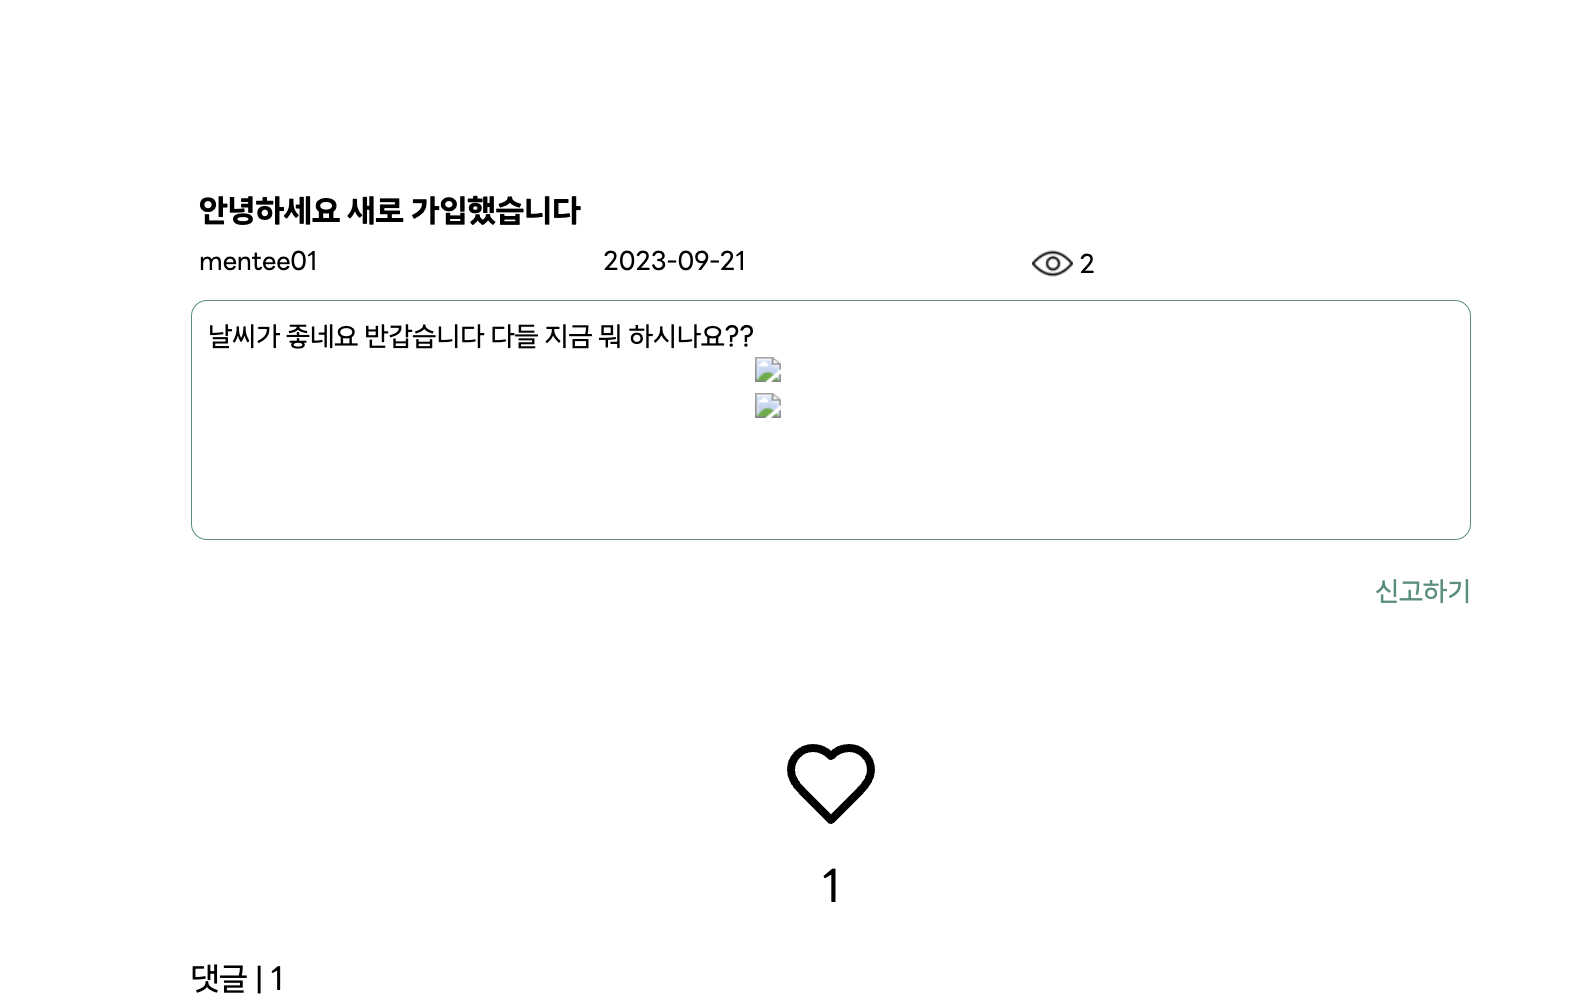 안녕하세요 새로 가입했습니다
mentee01 2023-09-21 2
날씨가 좋네요 반갑습니다 다들 지금 뭐 하시나요??
신고하기
1
댓글 | 1